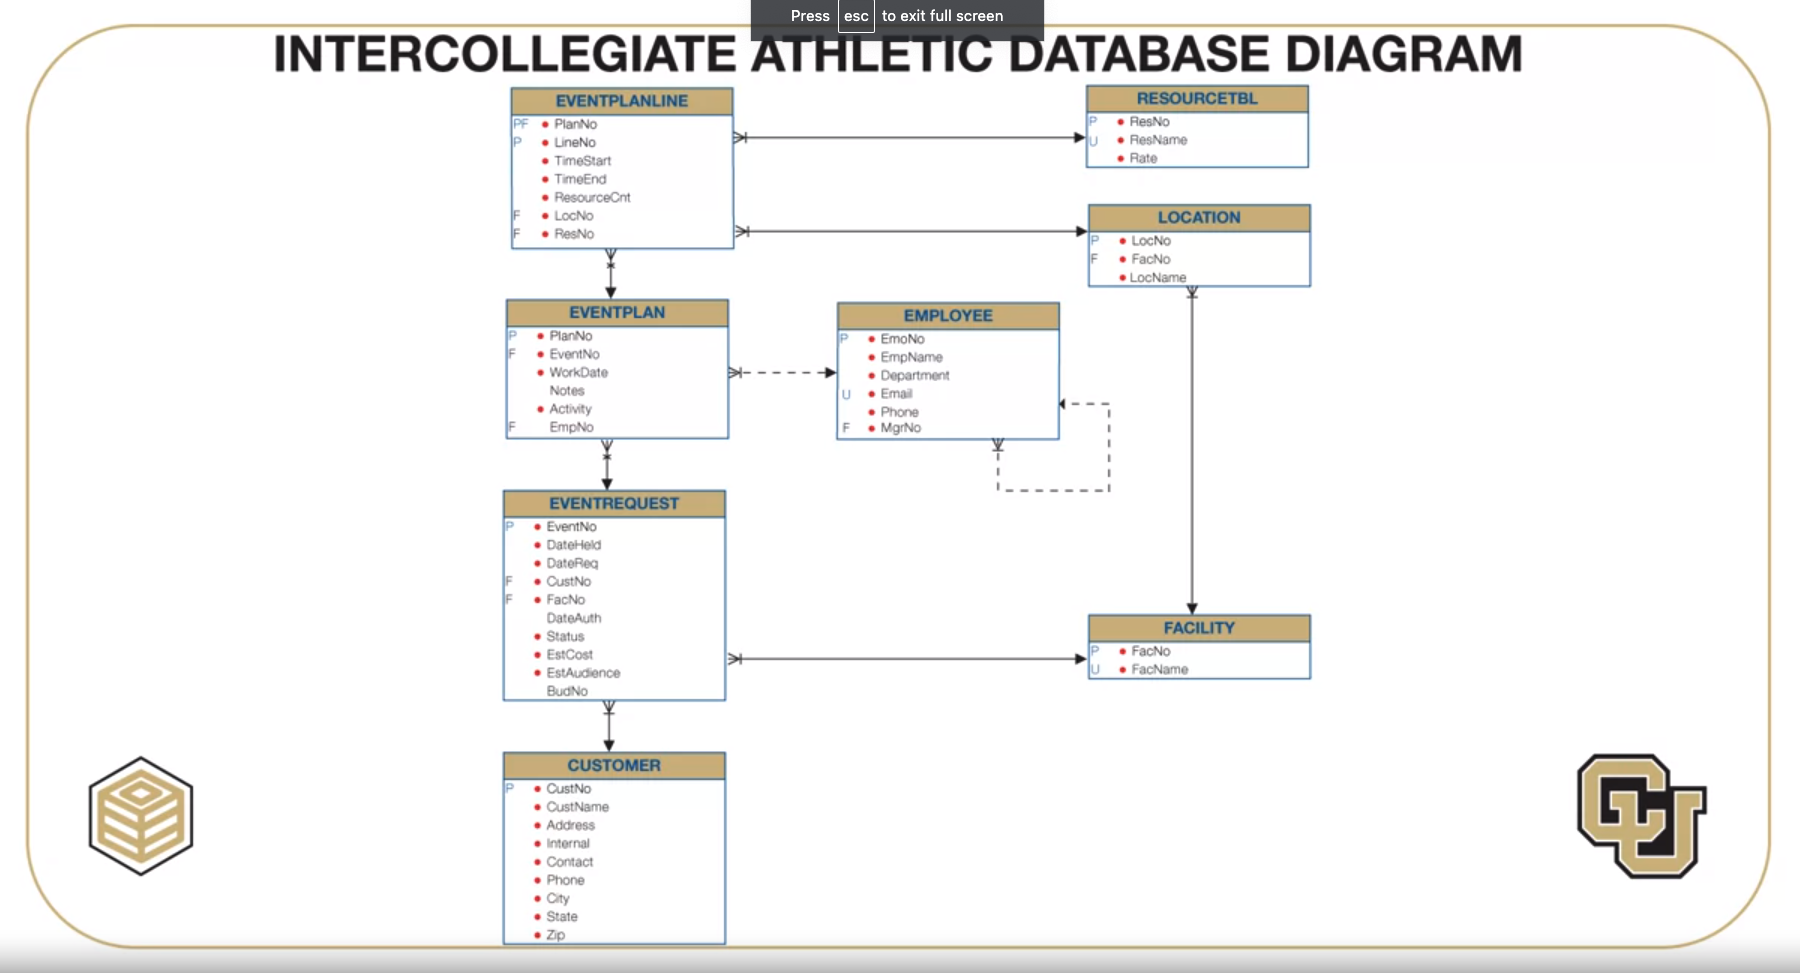 Press esc to exit full screen
INTERCOLLEGIATE ATHLETIC DATABASE DIAGRAM
EVENTPLANLINE
PF PlanNo
P LineNo
TimeStart
TimeEnd
ResourceCnt
F LocNo
F ResNo
RESOURCETBL
P ResNo
U ResName
Rate
LOCATION
P LocNo
F FacNo
LocName
EVENTPLAN
P PlanNo
F EventNo
WorkDate
Notes
Activity
F EmpNo
EMPLOYEE
P EmoNo
EmpName
Department
U Email
Phone
F MgrNo
EVENTREQUEST
P EventNo
DateHeld
DateReq
F CustNo
F FacNo
DateAuth
Status
EstCost
EstAudience
BudNo
FACILITY
P FacNo
U FacName
CUSTOMER
P CustNo
CustName
Address
Internal
Contact
Phone
City
State
Zip
CU